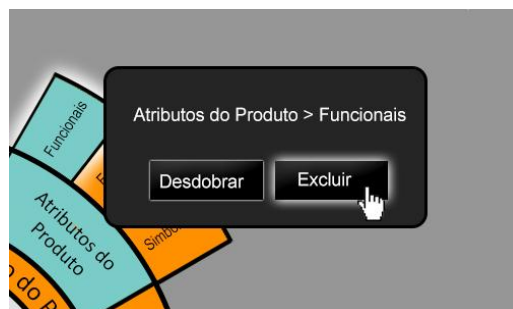 Atributos do Produto > Funcionais
Desdobrar
Excluir
Funcionais
Atributos do
Produto